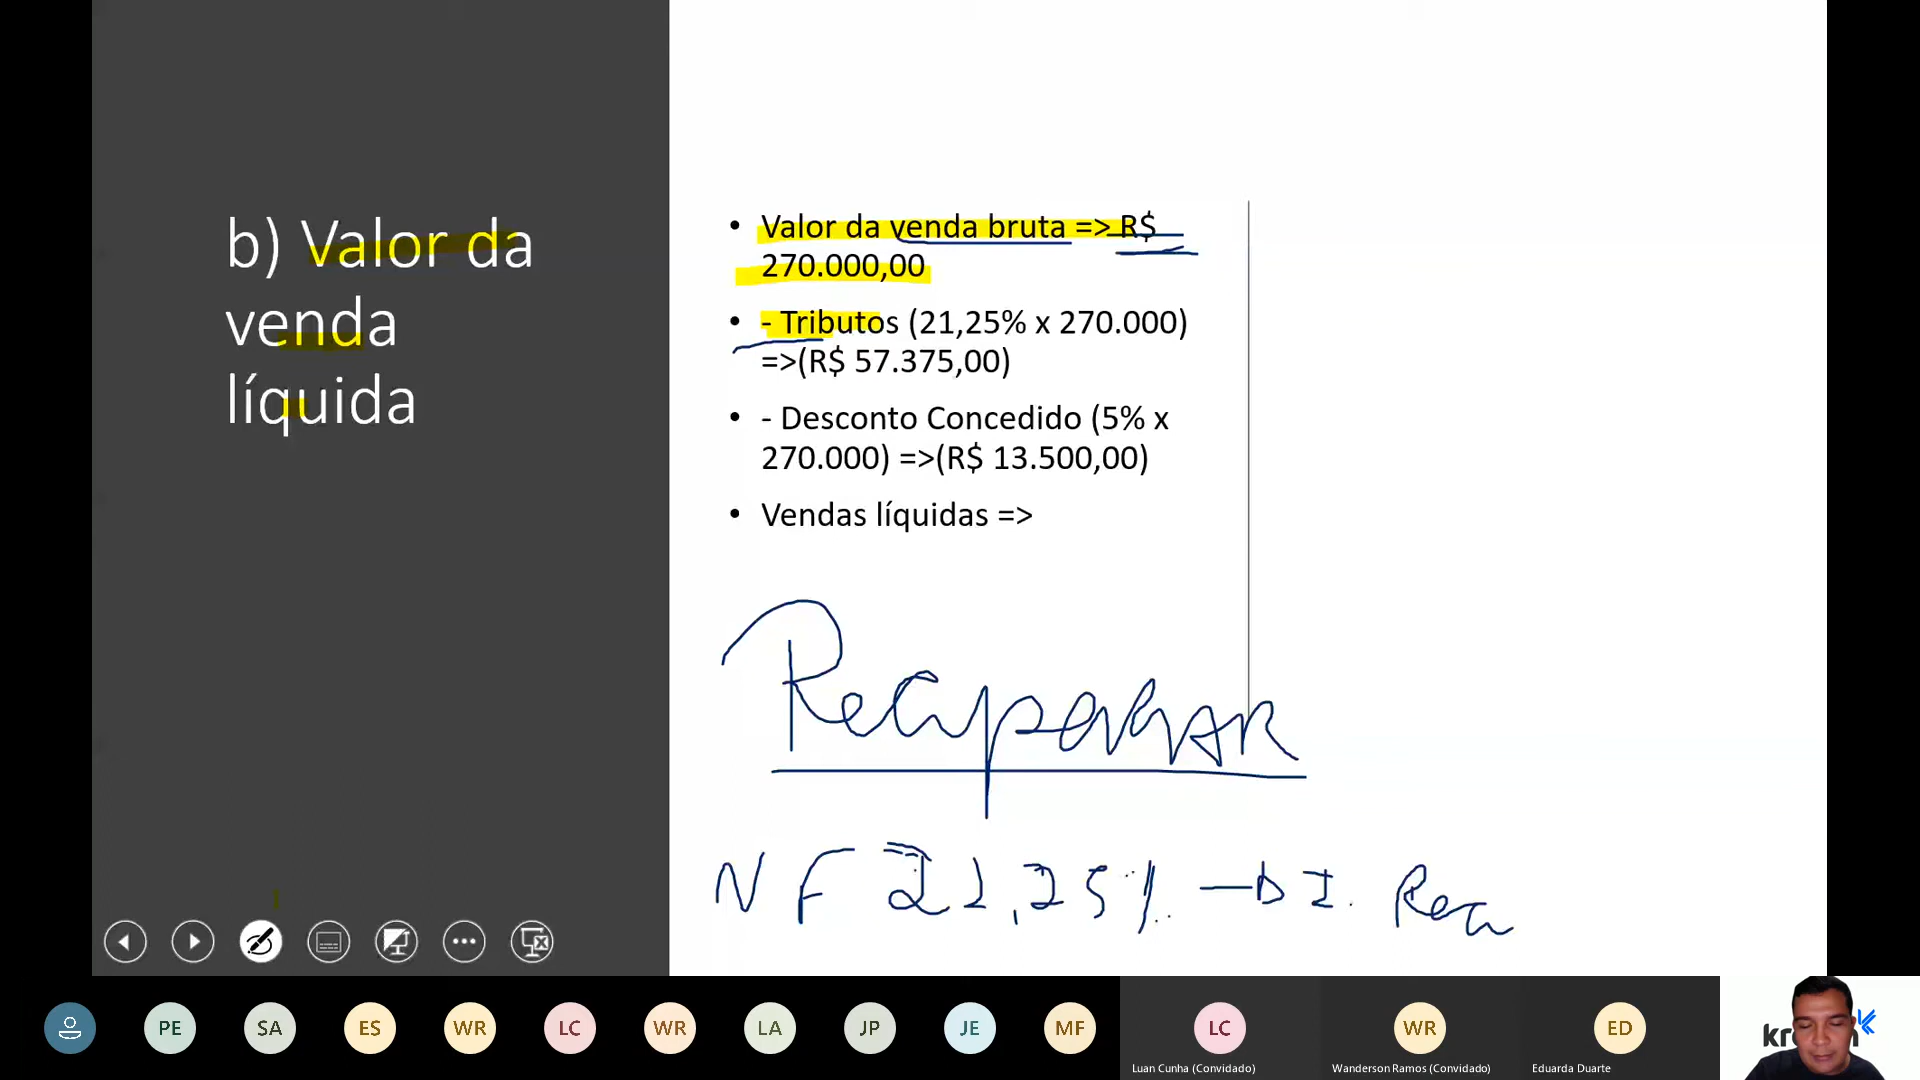 b) Valor da
venda
líquida
• Valor da venda bruta => R$
270.000,00
• - Tributos (21,25% x 270.000)
=>(R$ 57.375,00)
• - Desconto Concedido (5% x
270.000) =>(R$ 13.500,00)
• Vendas líquidas =>
NF 21,25%
PE SA ES WR LC WR LA JP JE MF LC WR ED
Luan Cunha (Convidado) Wanderson Ramos (Convidado) Eduarda Duarte